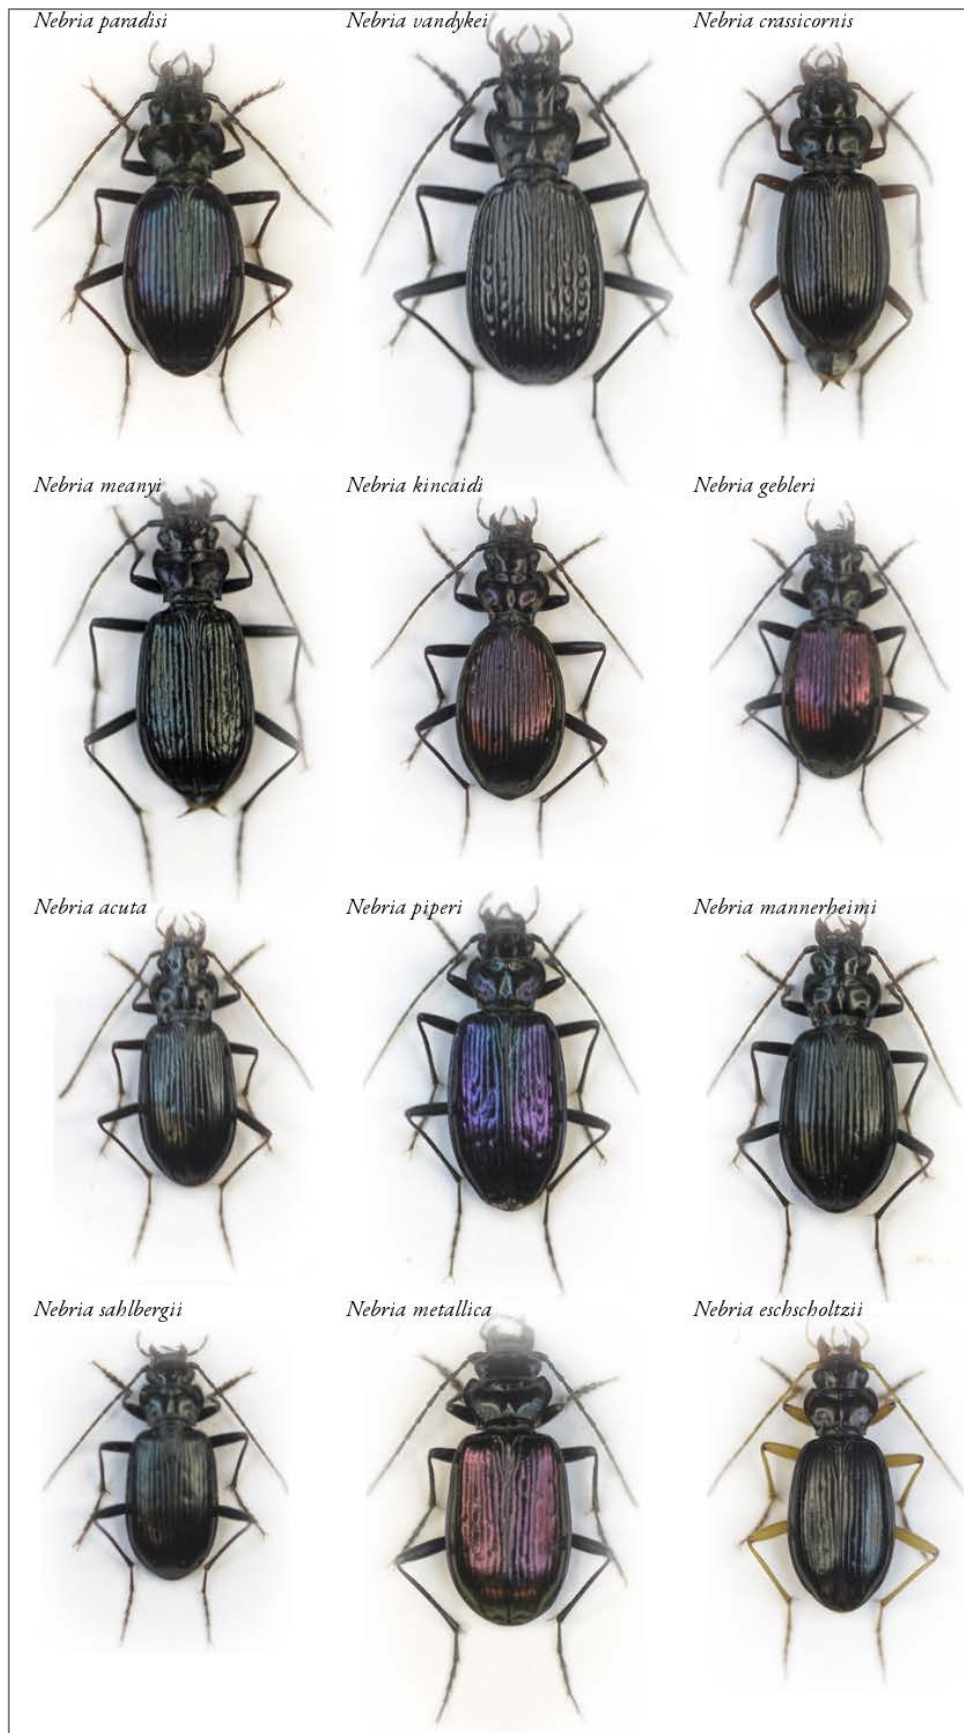 Nebria paradisi
Nebria vandykei
Nebria crassicornis
Nebria meanyi
Nebria kincaidi
Nebria gebleri
Nebria acuta
Nebria piperi
Nebria mannerheimi
Nebria sahlbergii
Nebria metallica
Nebria eschscholtzii